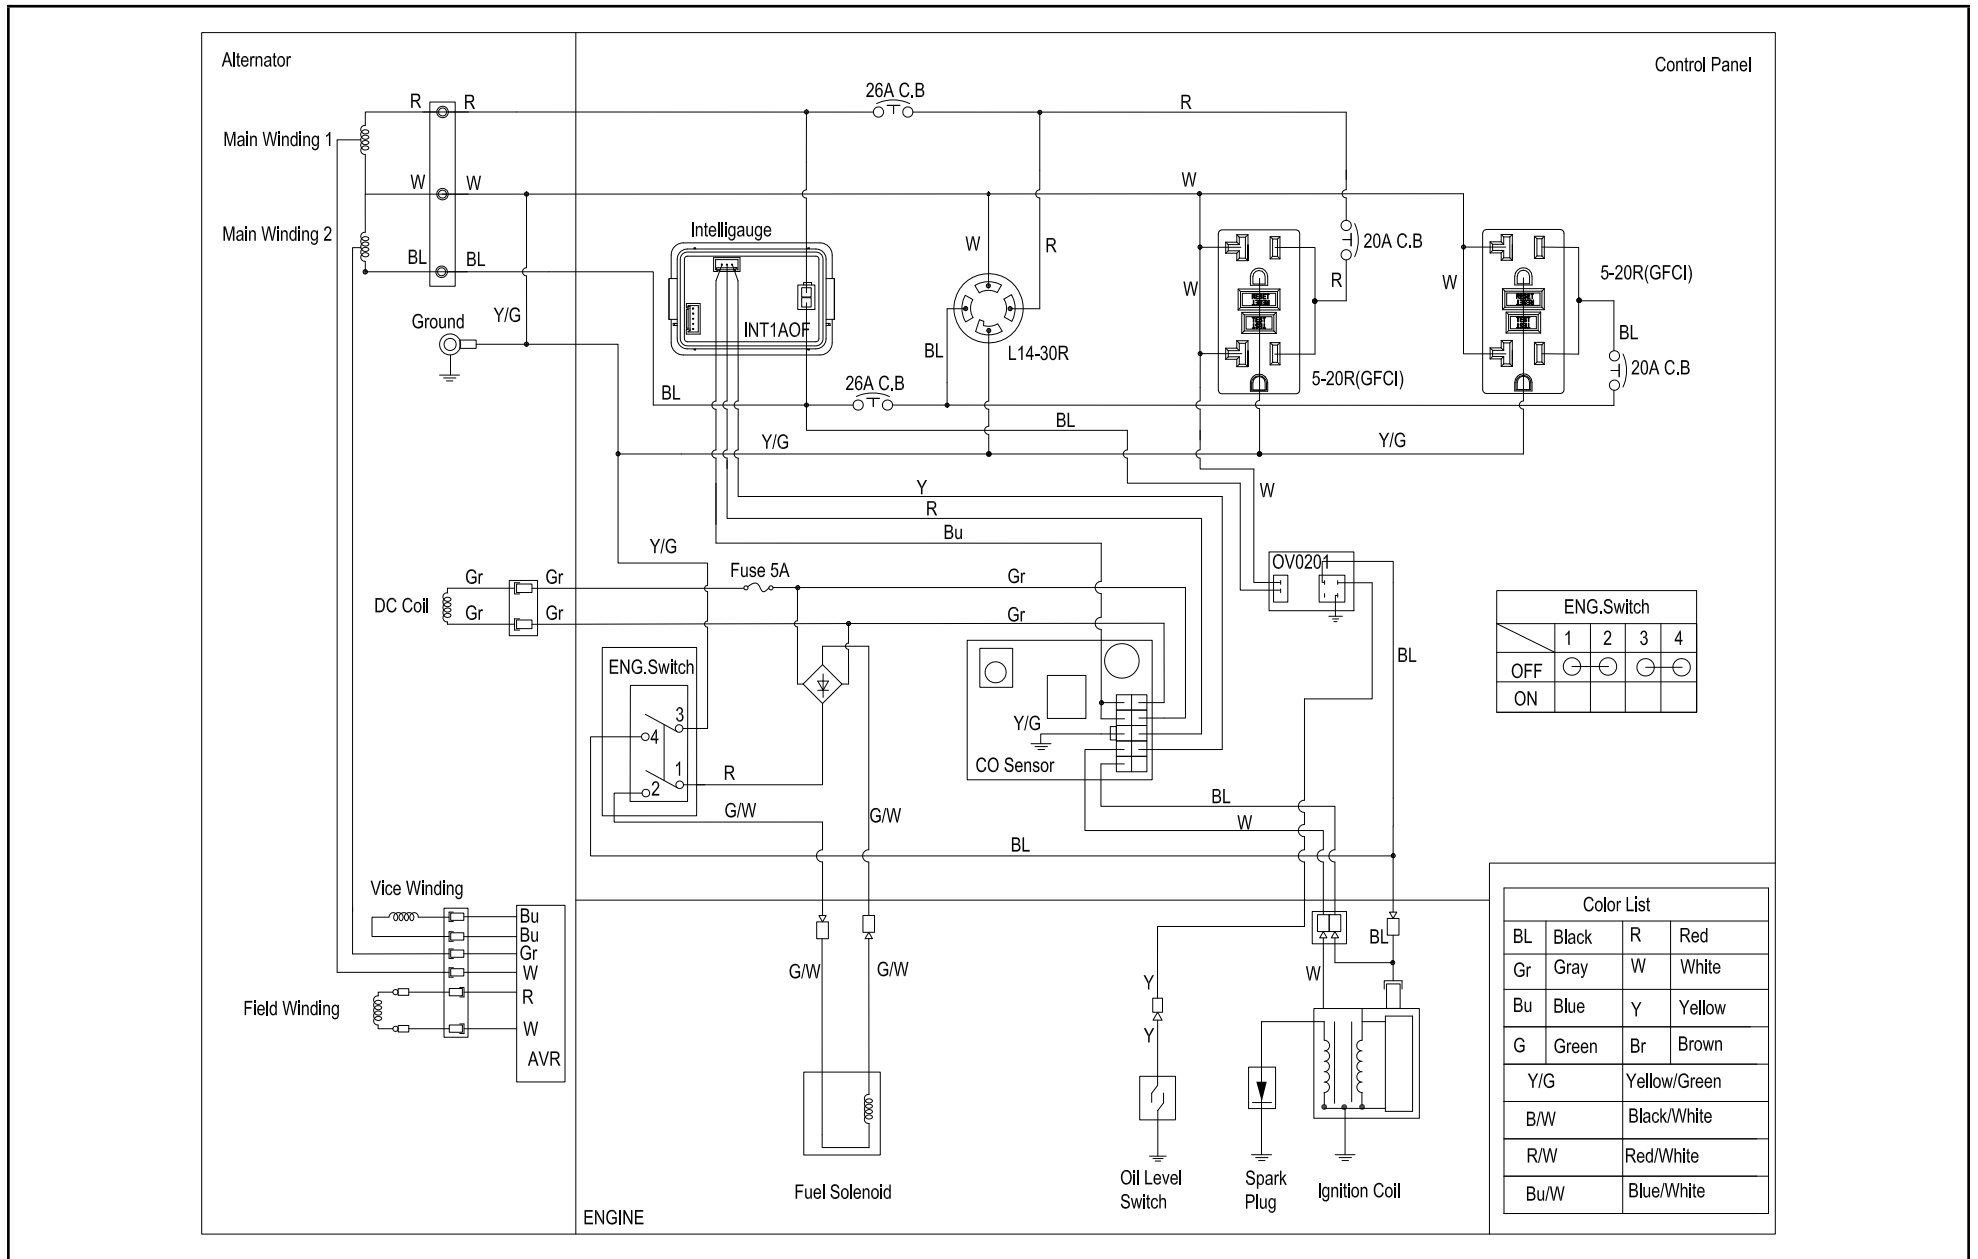 Alternator
Control Panel
26A C.B
R
R
R
Main Winding 1
W
W
W
Main Winding 2
Intelligauge
W
R
20A C.B
BL
BL
5-20R(GFCI)
R
W
W
Y/G
Ground
INT1AOF
BL
L14-30R
BL
20A C.B
5-20R(GFCI)
26A C.B
BL
BL
Y/G
Y/G
Y
W
R
Bu
Y/G
OV0201
Fuse 5A
Gr
Gr
Gr
DC Coil
Gr
Gr
Gr
ENG.Switch
1
2
3
4
OFF
ON
ENG.Switch
BL
3
4
Y/G
1
2
R
CO Sensor
G/W
G/W
BL
W
BL
Vice Winding
Bu
Bu
Gr
W
R
W
AVR
Field Winding
G/W
G/W
BL
W
Y
Y
Color List
BL Black R Red
Gr Gray W White
Bu Blue Y Yellow
G Green Br Brown
Y/G Yellow/Green
B/W Black/White
R/W Red/White
Bu/W Blue/White
Fuel Solenoid
Oil Level
Switch
Spark
Plug
Ignition Coil
ENGINE